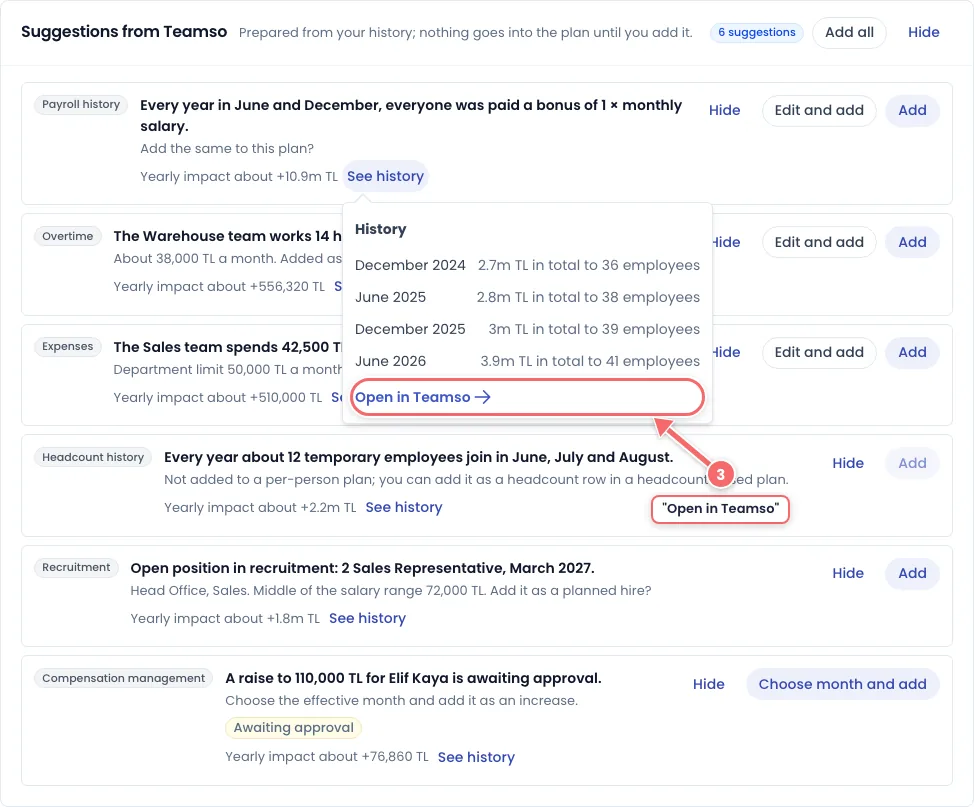 Suggestions from Teamso Prepared from your history; nothing goes into the plan until you add it. 6 suggestions Add all Hide
Payroll history Every year in June and December, everyone was paid a bonus of 1 × monthly salary. Hide Edit and add Add
Add the same to this plan?
Yearly impact about +10.9m TL See history
History
December 2024 2.7m TL in total to 36 employees
June 2025 2.8m TL in total to 38 employees
December 2025 3m TL in total to 39 employees
June 2026 3.9m TL in total to 41 employees
Open in Teamso →
3
"Open in Teamso"
Overtime The Warehouse team works 14 h Hide Edit and add Add
About 38,000 TL a month. Added as
Yearly impact about +556,320 TL
Expenses The Sales team spends 42,500 Hide Edit and add Add
Department limit 50,000 TL a month
Yearly impact about +510,000 TL
Headcount history Every year about 12 temporary employees join in June, July and August. Hide Add
Not added to a per-person plan; you can add it as a headcount row in a headcount plan.
Yearly impact about +2.2m TL See history
Recruitment Open position in recruitment: 2 Sales Representative, March 2027. Hide Add
Head Office, Sales. Middle of the salary range 72,000 TL. Add it as a planned hire?
Yearly impact about +1.8m TL See history
Compensation management A raise to 110,000 TL for Elif Kaya is awaiting approval. Hide Choose month and add
Choose the effective month and add it as an increase.
Awaiting approval
Yearly impact about +76,860 TL See history